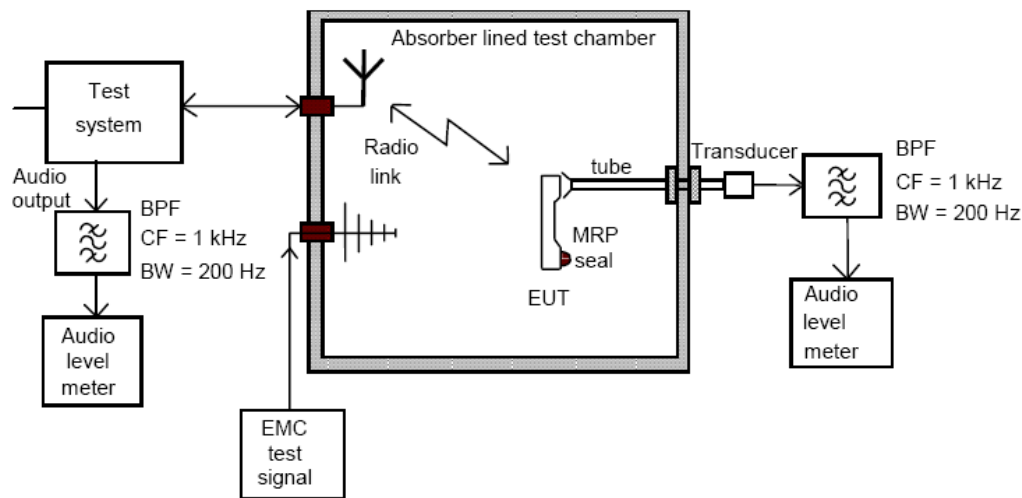 Absorber lined test chamber
Test
system
Audio
output
BPF
CF = 1 kHz
BW = 200 Hz
Audio
level
meter
Radio
link
EMC
test
signal
tube
MRP
seal
EUT
Transducer
BPF
CF = 1 kHz
BW = 200 Hz
Audio
level
meter